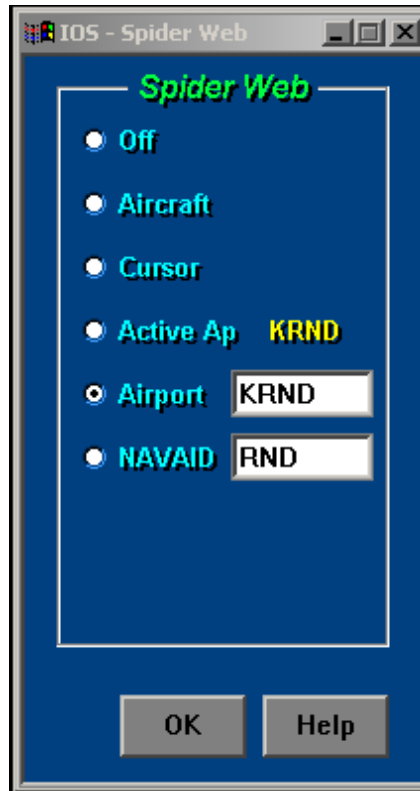 IOS - Spider Web
Spider Web
Off
Aircraft
Cursor
Active Ap KRND
Airport KRND
NAVAID RND
OK Help